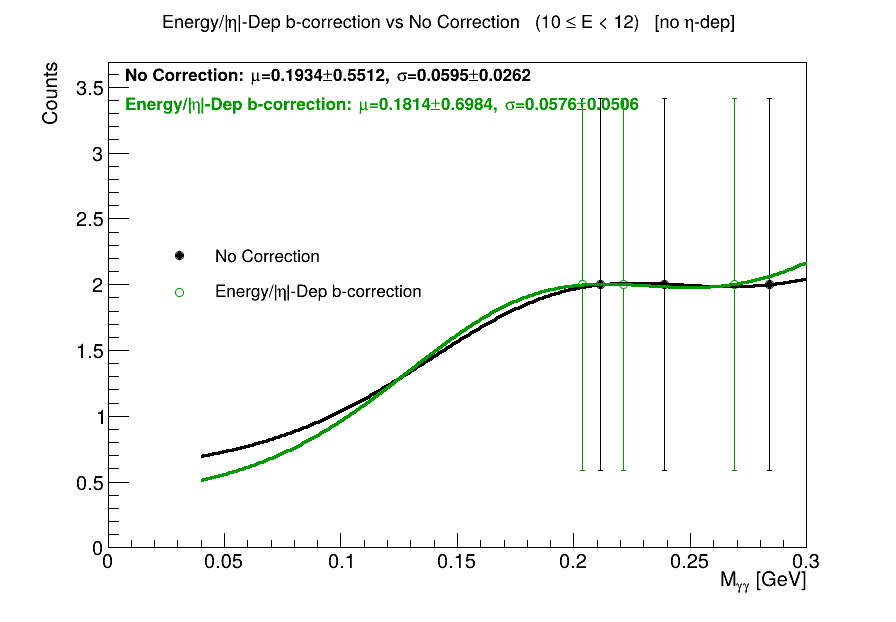 Energy/|η|-Dep b-correction vs No Correction (10 ≤ E < 12) [no η-dep]
Counts
No Correction: μ=0.1934±0.5512, σ=0.0595±0.0262
Energy/|η|-Dep b-correction: μ=0.1814±0.6984, σ=0.0576±0.0506
3.5
3
2.5
No Correction
Energy/|η|-Dep b-correction
2
1.5
1
0.5
0
0 0.05 0.1 0.15 0.2 0.25 0.3
Mγγ [GeV]